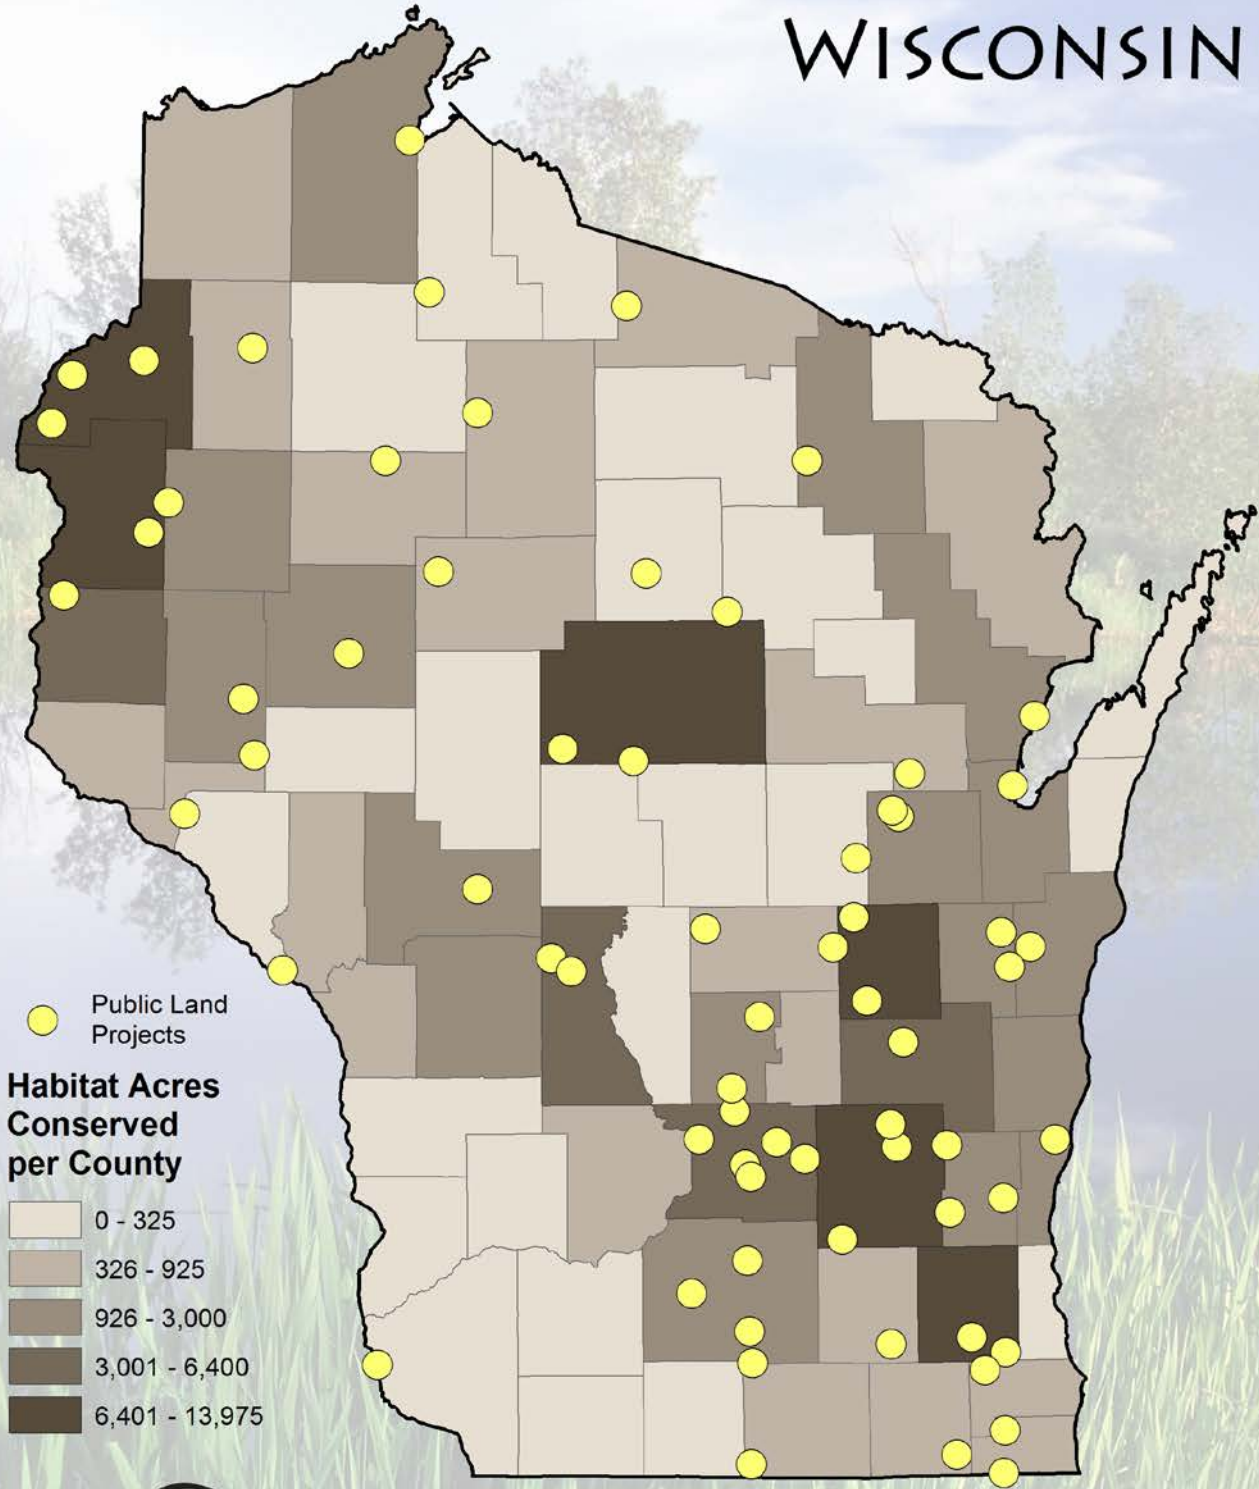 WISCONSIN
Public Land
Projects
Habitat Acres
Conserved
per County
0 - 325
326 - 925
926 - 3,000
3,001 - 6,400
6,401 - 13,975